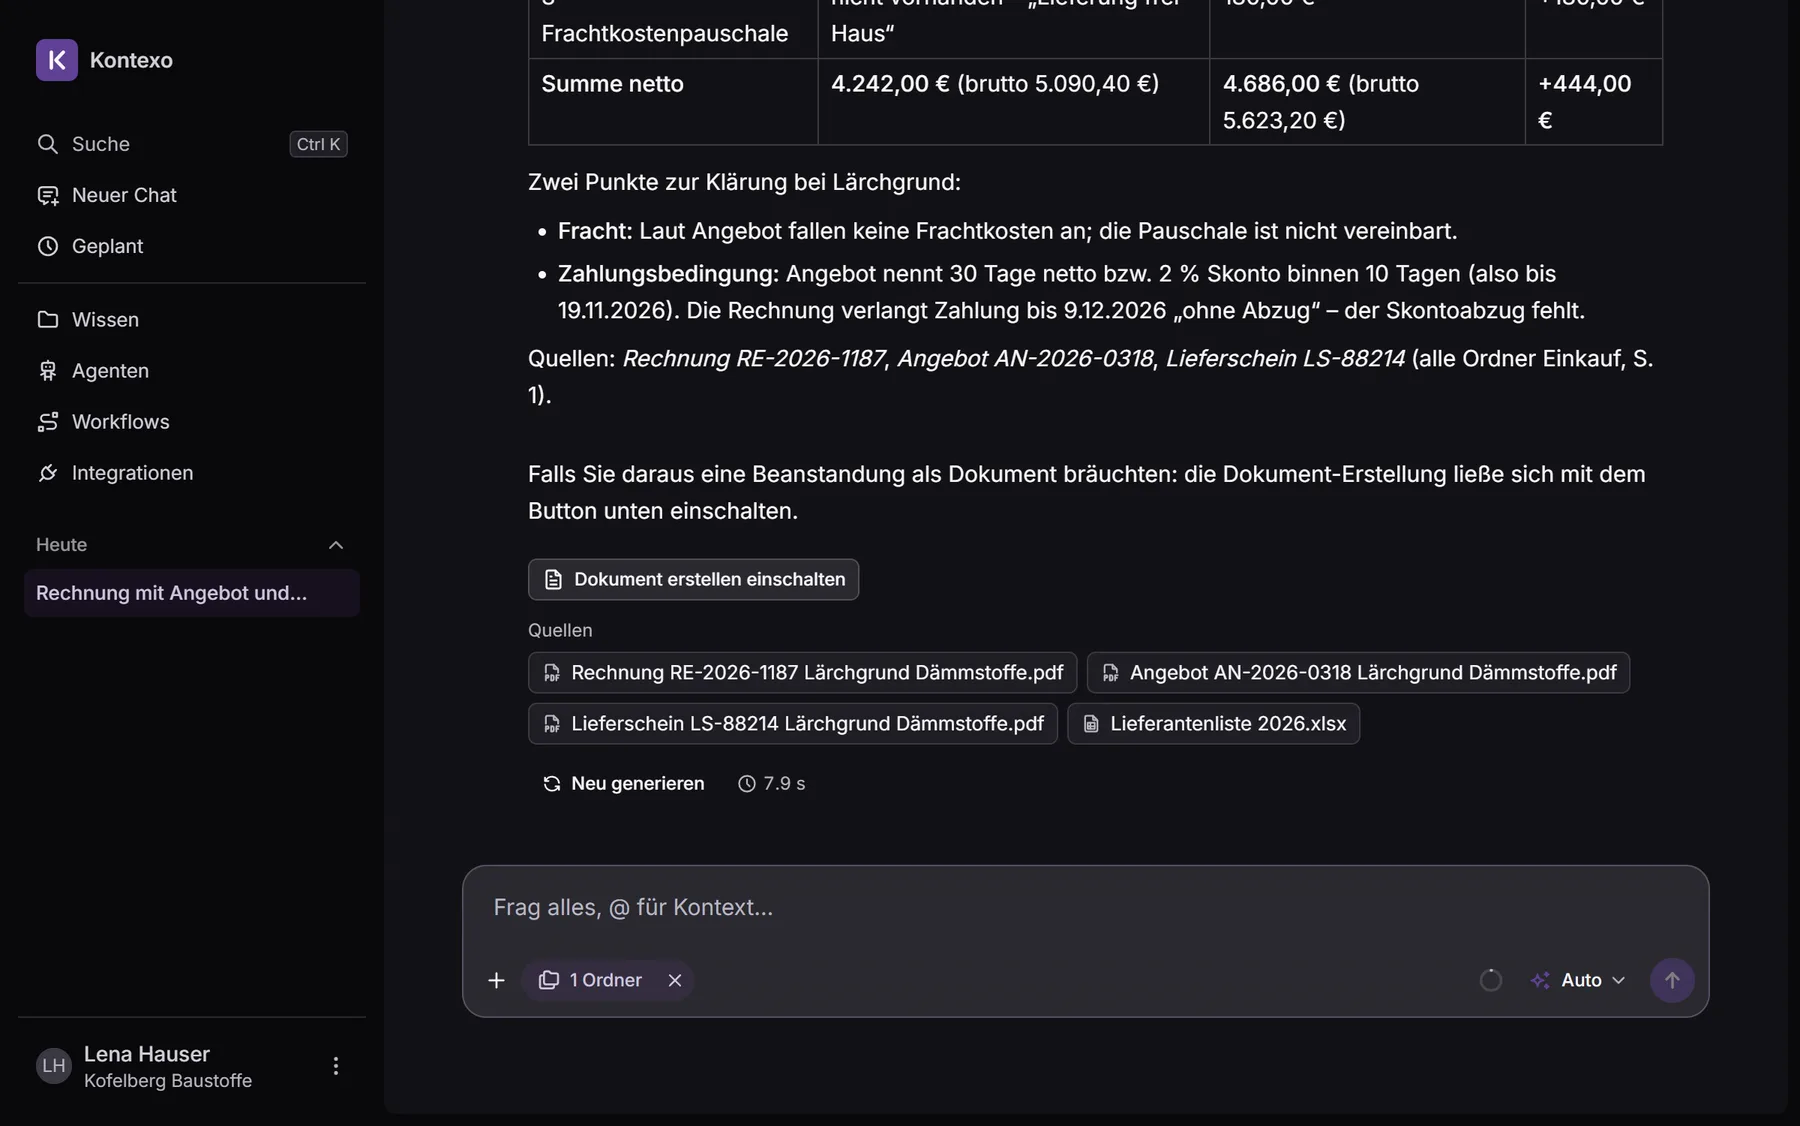 Kontexo
Suche
Ctrl K
Neuer Chat
Geplant
Wissen
Agenten
Workflows
Integrationen
Heute
Rechnung mit Angebot und...
Lena Hauser
LH
Kofelberg Baustoffe
Frachtkostenpauschale
Haus“
Summe netto
4.242,00 € (brutto 5.090,40 €)
4.686,00 € (brutto
5.623,20 €)
+444,00
€
Zwei Punkte zur Klärung bei Lärchgrund:
• Fracht: Laut Angebot fallen keine Frachtkosten an; die Pauschale ist nicht vereinbart.
• Zahlungsbedingung: Angebot nennt 30 Tage netto bzw. 2 % Skonto binnen 10 Tagen (also bis
19.11.2026). Die Rechnung verlangt Zahlung bis 9.12.2026 „ohne Abzug“ – der Skontoabzug fehlt.
Quellen: Rechnung RE-2026-1187, Angebot AN-2026-0318, Lieferschein LS-88214 (alle Ordner Einkauf, S.
1).
Falls Sie daraus eine Beanstandung als Dokument bräuchten: die Dokument-Erstellung ließe sich mit dem
Button unten einschalten.
Dokument erstellen einschalten
Quellen
Rechnung RE-2026-1187 Lärchgrund Dämmstoffe.pdf
Angebot AN-2026-0318 Lärchgrund Dämmstoffe.pdf
Lieferschein LS-88214 Lärchgrund Dämmstoffe.pdf
Lieferantenliste 2026.xlsx
Neu generieren
7.9 s
Frag alles, @ für Kontext...
1 Ordner
Auto